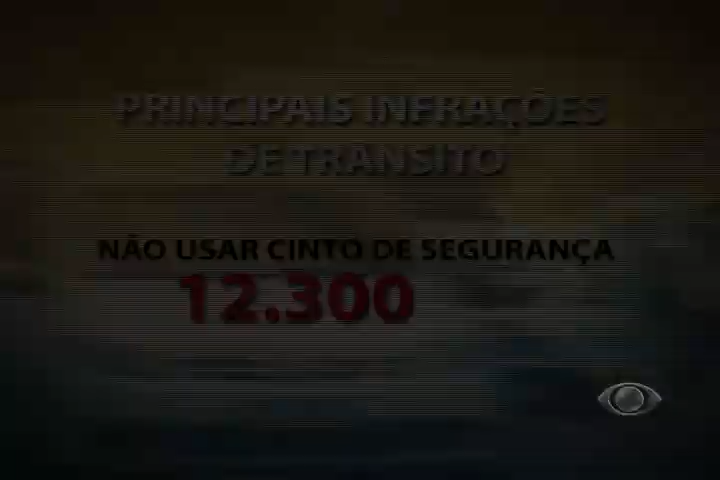 PRINCIPAIS INFRAÇÕES
DE TRÂNSITO
NÃO USAR CINTO DE SEGURANÇA
12.300